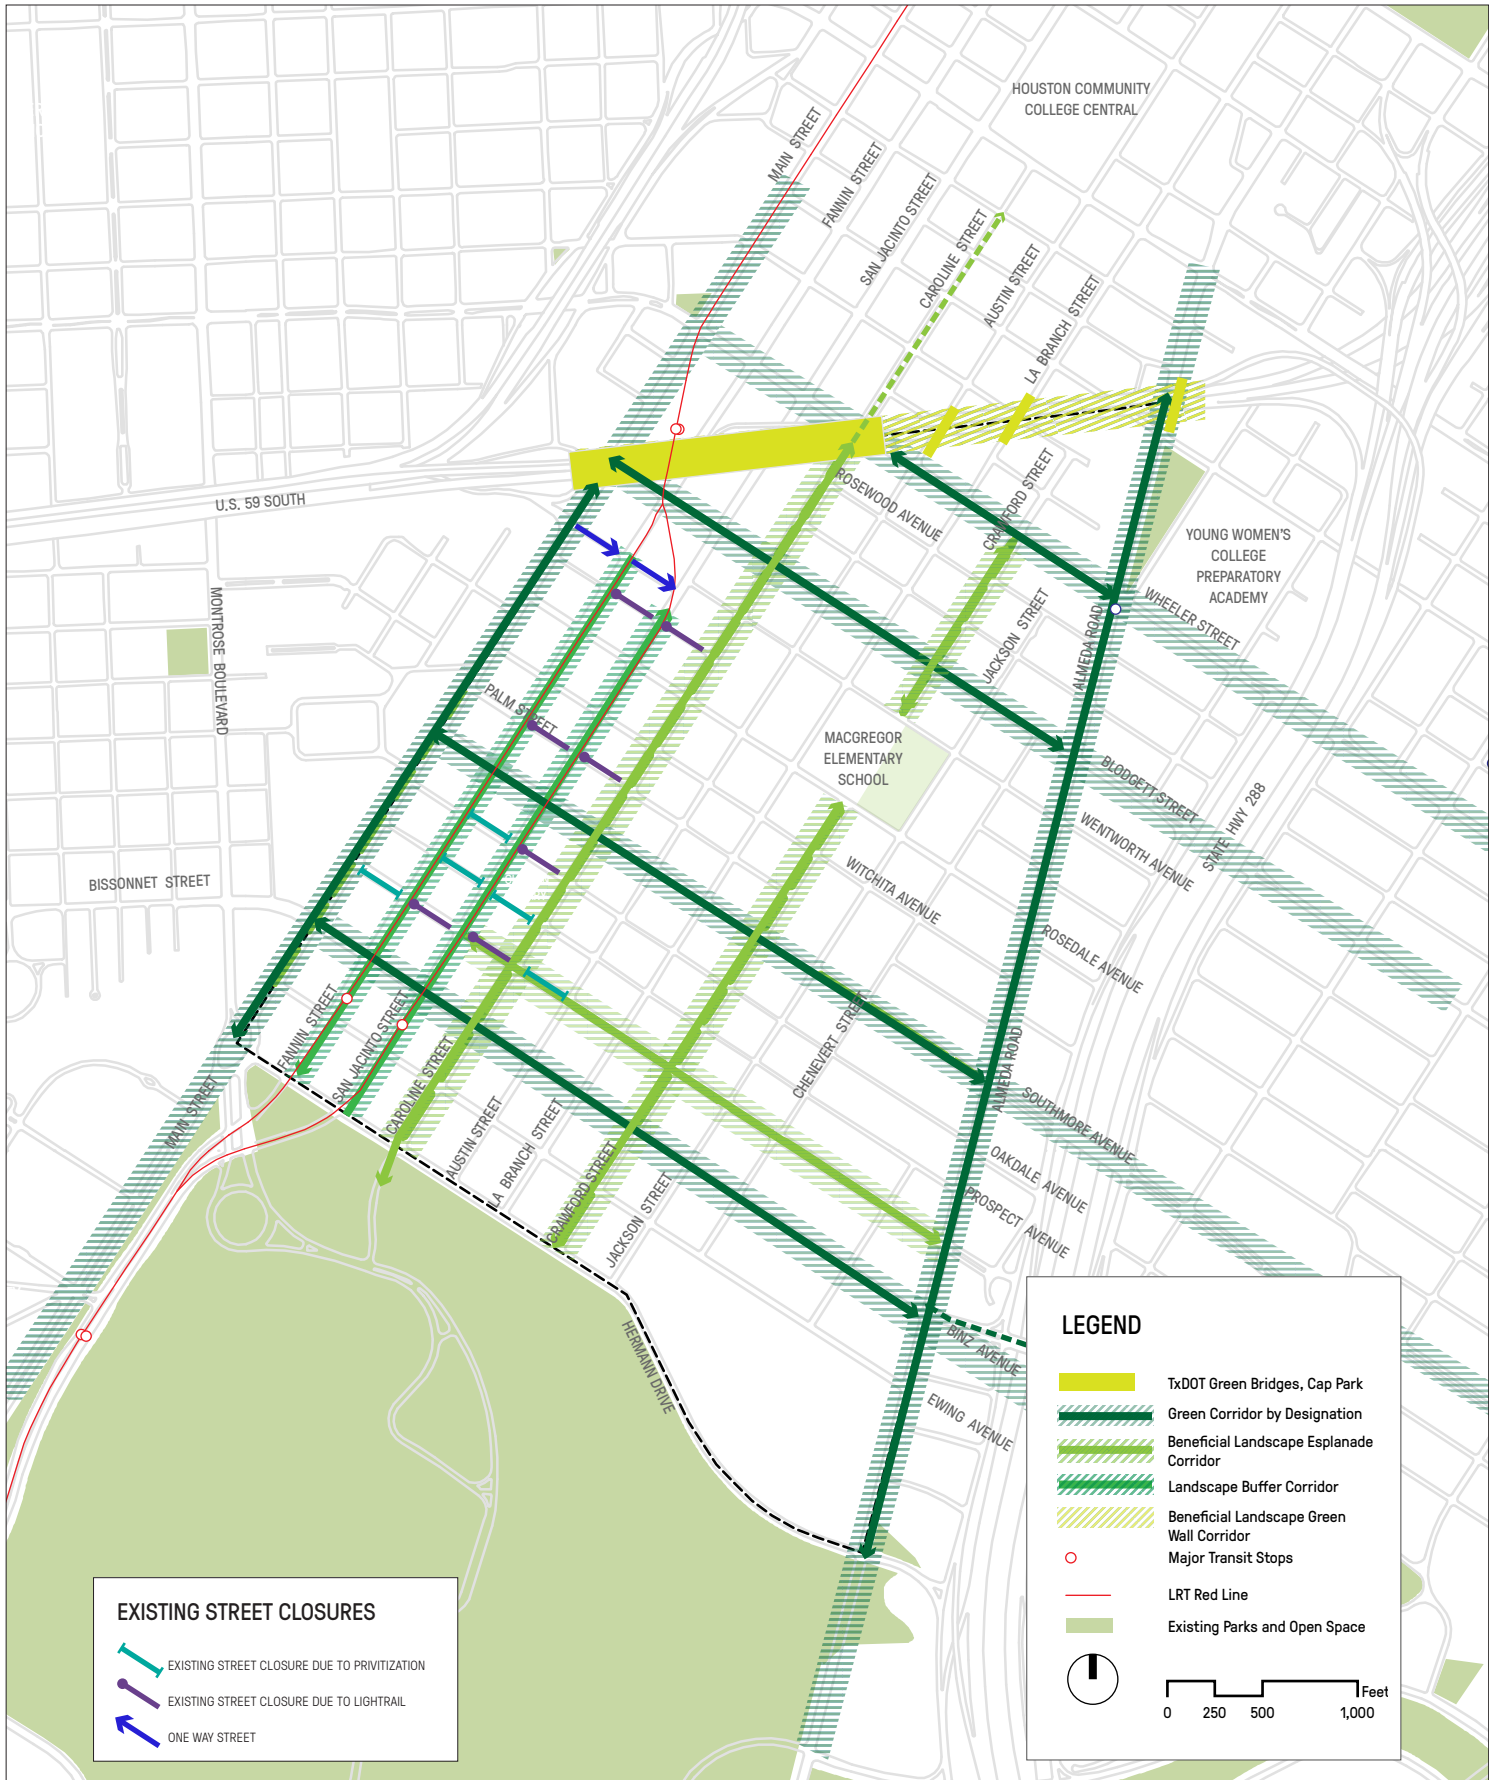 HOUSTON COMMUNITY
COLLEGE CENTRAL
MAIN STREET
FANNIN STREET
SAN JACINTO STREET
CAROLINE STREET
AUSTIN STREET
LA BRANCH STREET
U.S. 59 SOUTH
ROSEWOOD AVENUE
CRAWFORD STREET
YOUNG WOMEN'S
COLLEGE
PREPARATORY
ACADEMY
MONTROSE BOULEVARD
JACKSON STREET
ALMEDA ROAD
WHEELER STREET
PALM STREET
MACGREGOR
ELEMENTARY
SCHOOL
BLODGETT STREET
WENTWORTH AVENUE
STATE HWY 288
BISSONNET STREET
WITCHITA AVENUE
ROSEDALE AVENUE
FANNIN STREET
SAN JACINTO STREET
CAROLINE STREET
CHENEVERT STREET
ALMEDA ROAD
MAIN STREET
AUSTIN STREET
LA BRANCH STREET
CRAWFORD STREET
JACKSON STREET
SOUTHMORE AVENUE
OAKDALE AVENUE
PROSPECT AVENUE
HERMANN DRIVE
BINZ AVENUE
EWING AVENUE
LEGEND
TxDOT Green Bridges, Cap Park
Green Corridor by Designation
Beneficial Landscape Esplanade
Corridor
Landscape Buffer Corridor
Beneficial Landscape Green
Wall Corridor
Major Transit Stops
LRT Red Line
Existing Parks and Open Space
Feet
0 250 500 1,000
EXISTING STREET CLOSURES
EXISTING STREET CLOSURE DUE TO PRIVITIZATION
EXISTING STREET CLOSURE DUE TO LIGHTRAIL
ONE WAY STREET